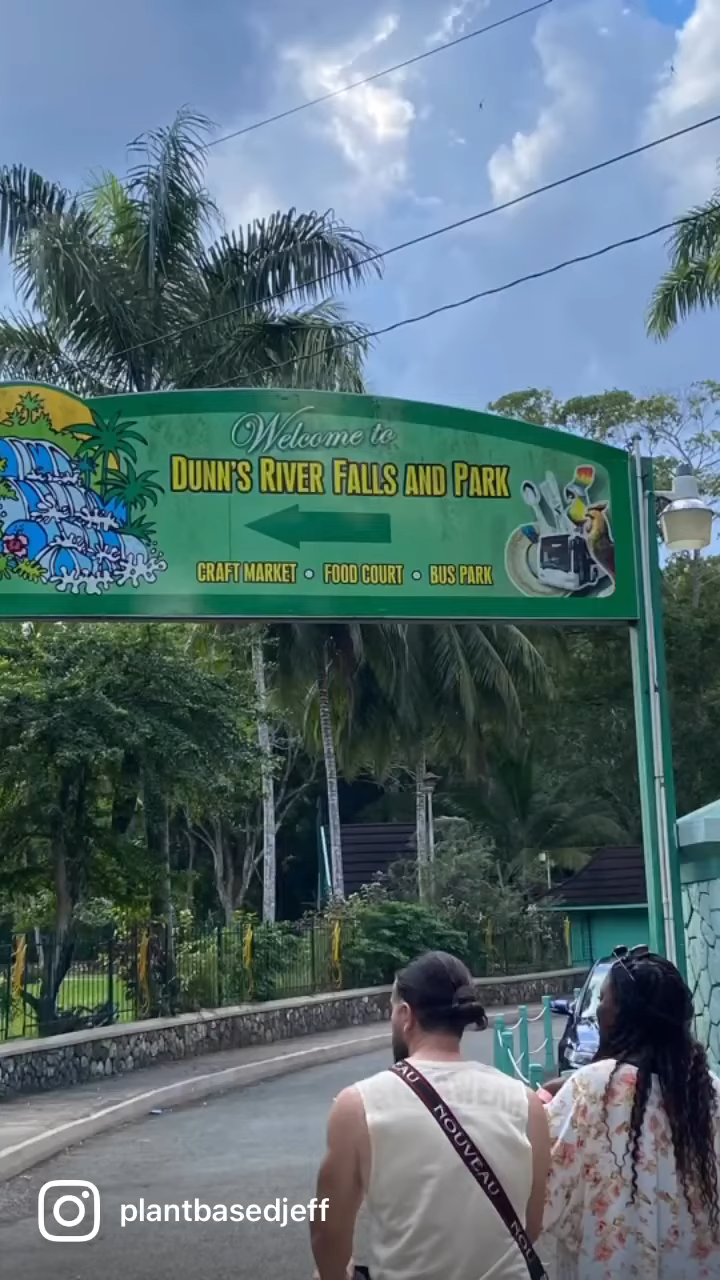 Welcome to
DUNN'S RIVER FALLS AND PARK
CRAFT MARKET • FOOD COURT • BUS PARK
NOUVEAU
plantbasedjeff